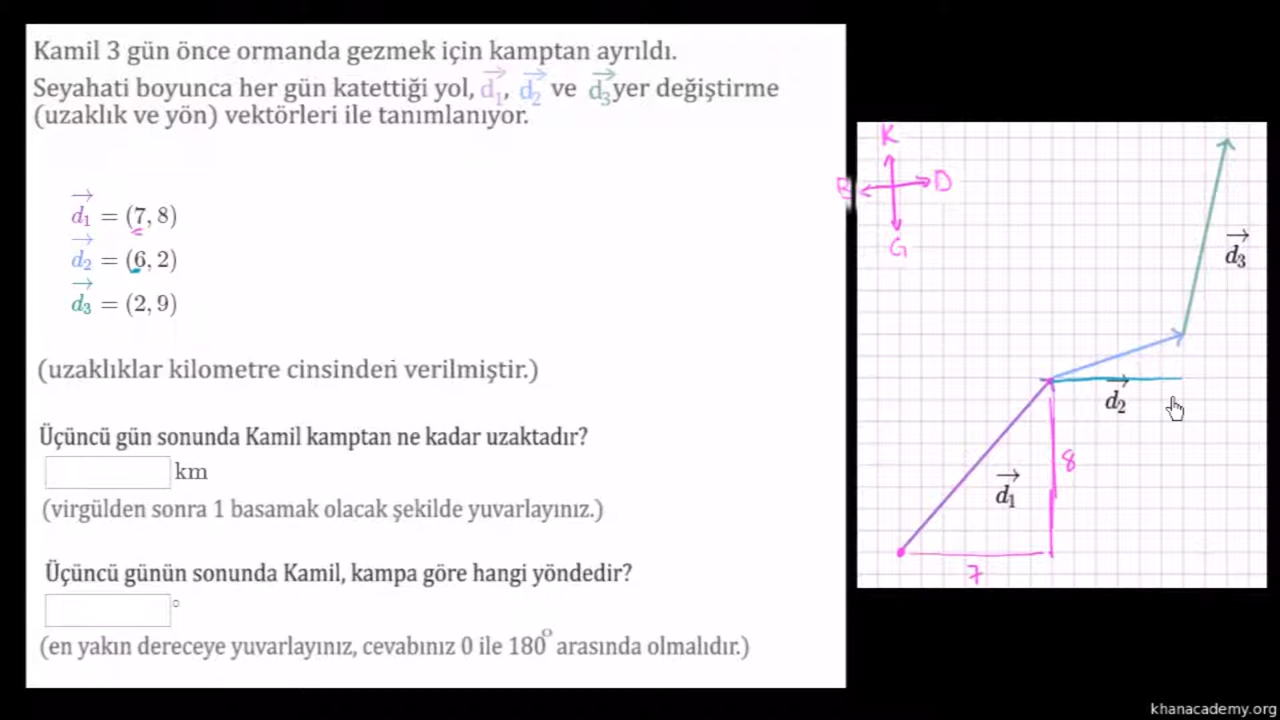 Kamil 3 gün önce ormanda gezmek için kamptan ayrıldı.
Seyahati boyunca her gün katettiği yol, d₁, d₂ ve d₃ yer değiştirme
(uzaklık ve yön) vektörleri ile tanımlanıyor.
d₁ = (7, 8)
d₂ = (6, 2)
d₃ = (2, 9)
(uzaklıklar kilometre cinsinden verilmiştir.)
Üçüncü gün sonunda Kamil kamptan ne kadar uzaktadır?
km
(virgülden sonra 1 basamak olacak şekilde yuvarlayınız.)
Üçüncü günün sonunda Kamil, kampa göre hangi yöndedir?
°
(en yakın dereceye yuvarlayınız, cevabınız 0 ile 180° arasında olmalıdır.)
K
B D
G
d₃
d₂
8
d₁
7
khanacademy.org